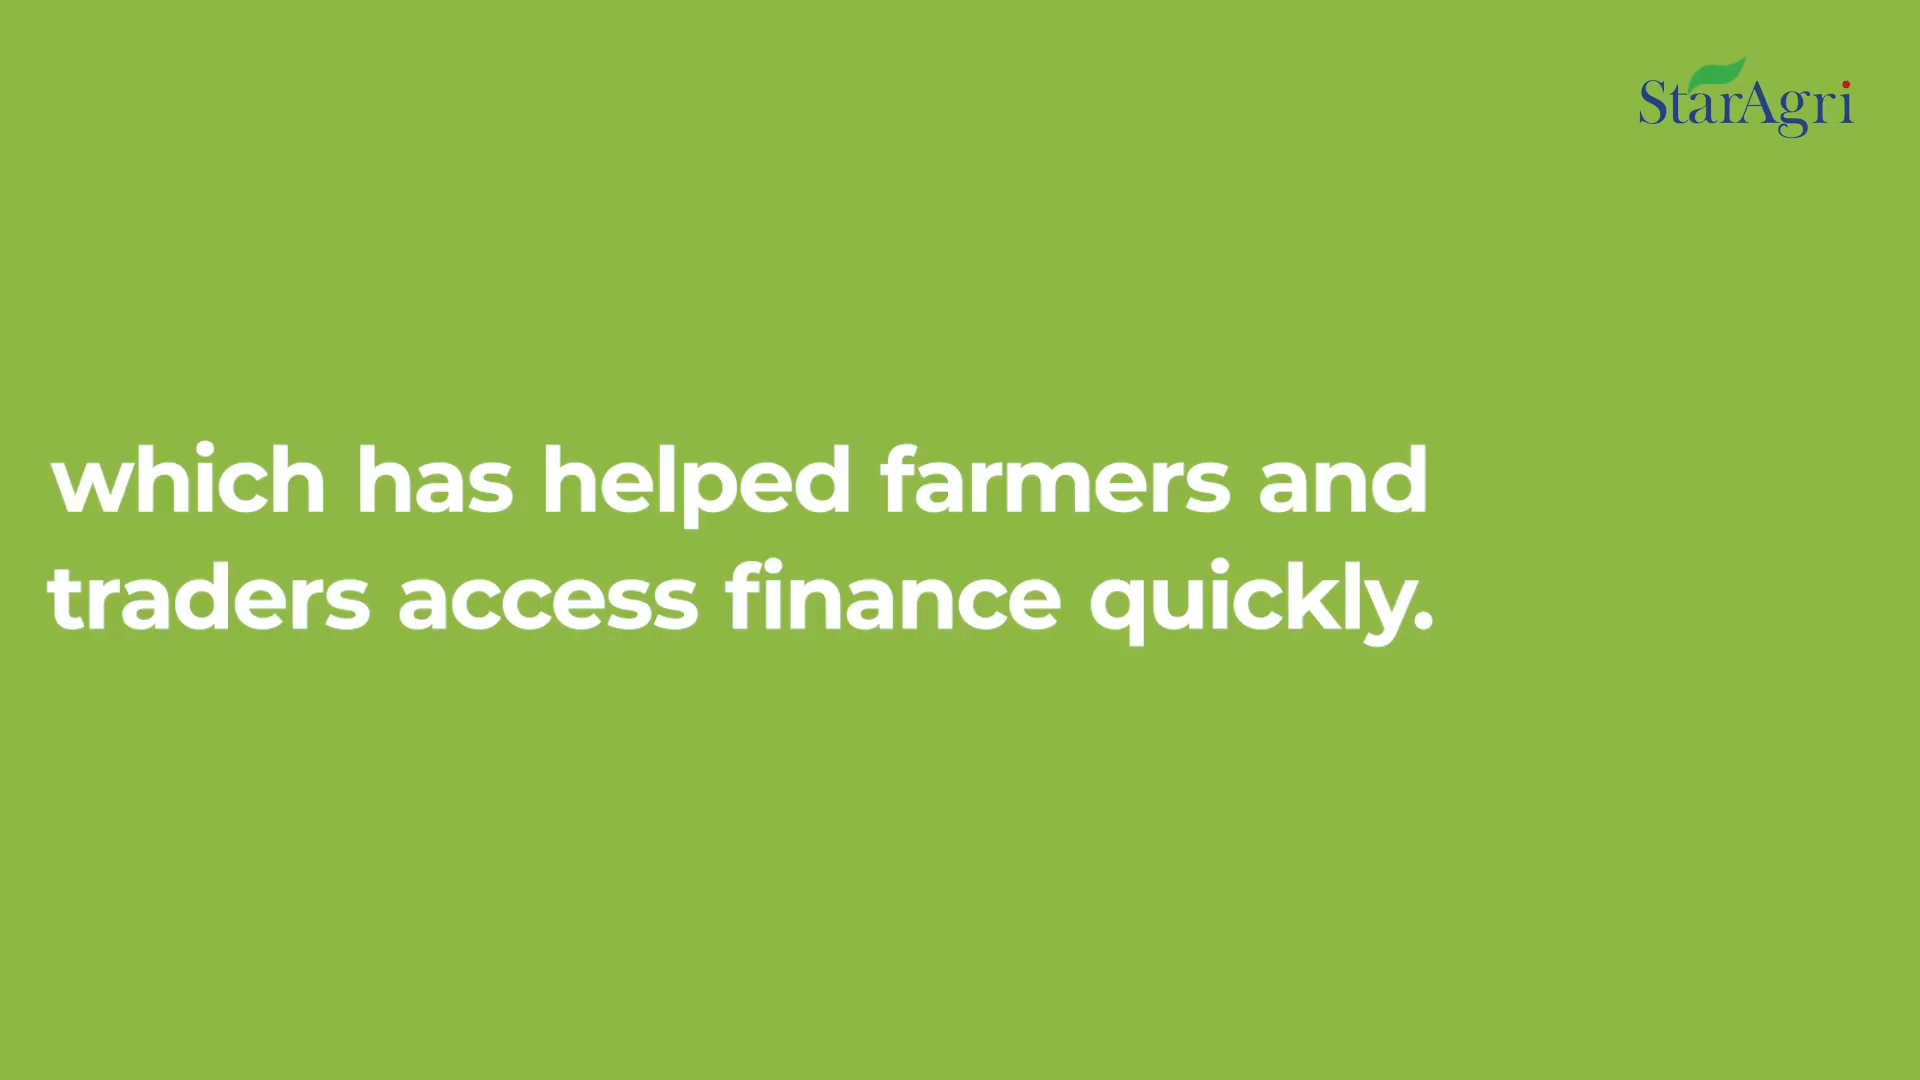 StarAgri
which has helped farmers and
traders access finance quickly.